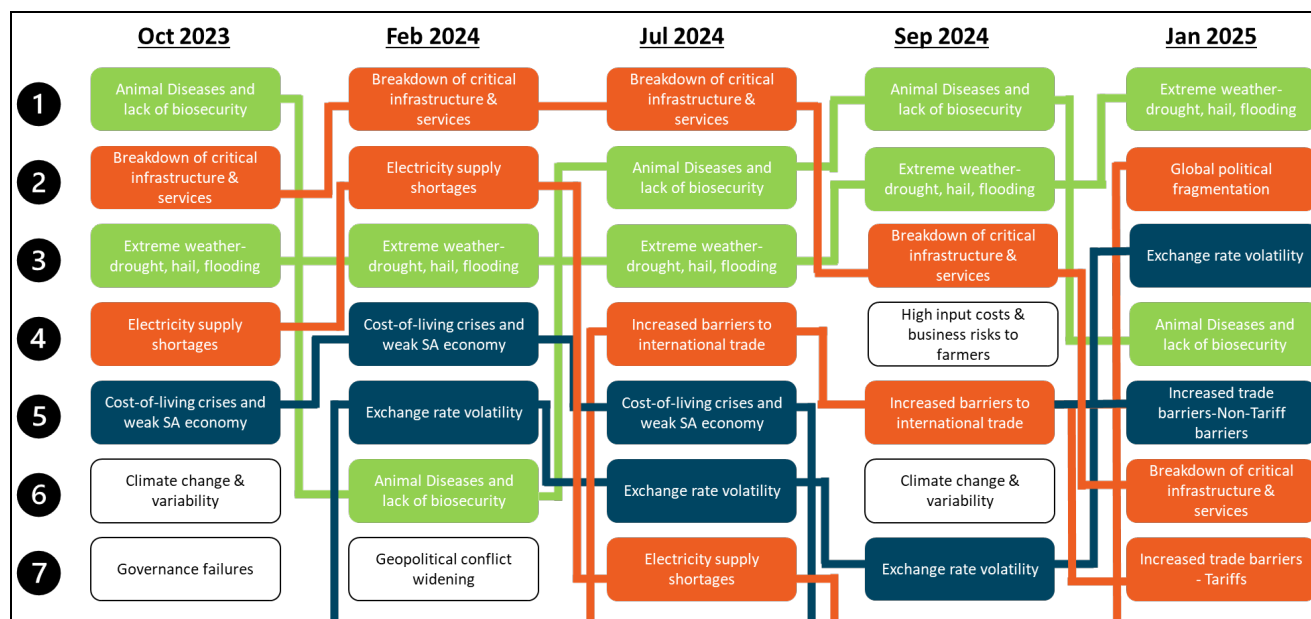 Oct 2023
Feb 2024
Jul 2024
Sep 2024
Jan 2025
1
Animal Diseases and
lack of biosecurity
Breakdown of critical
infrastructure &
services
Breakdown of critical
infrastructure &
services
Animal Diseases and
lack of biosecurity
Extreme weather-
drought, hail, flooding
2
Breakdown of critical
infrastructure &
services
Electricity supply
shortages
Animal Diseases and
lack of biosecurity
Extreme weather-
drought, hail, flooding
Global political
fragmentation
3
Extreme weather-
drought, hail, flooding
Extreme weather-
drought, hail, flooding
Extreme weather-
drought, hail, flooding
Breakdown of critical
infrastructure &
services
Exchange rate volatility
4
Electricity supply
shortages
Cost-of-living crises and
weak SA economy
Increased barriers to
international trade
High input costs &
business risks to
farmers
Animal Diseases and
lack of biosecurity
5
Cost-of-living crises and
weak SA economy
Exchange rate volatility
Cost-of-living crises and
weak SA economy
Increased barriers to
international trade
Increased trade
barriers-Non-Tariff
barriers
6
Climate change &
variability
Animal Diseases and
lack of biosecurity
Exchange rate volatility
Climate change &
variability
Breakdown of critical
infrastructure &
services
7
Governance failures
Geopolitical conflict
widening
Electricity supply
shortages
Exchange rate volatility
Increased trade barriers
- Tariffs